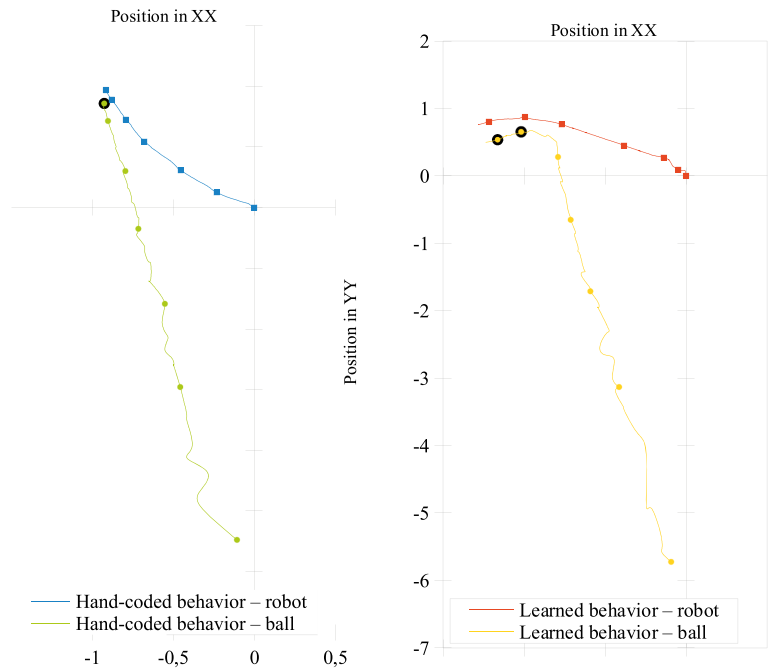 Position in XX
Hand-coded behavior – robot
Hand-coded behavior – ball
-1
-0,5
0
0,5
Position in XX
Position in YY
2
1
0
-1
-2
-3
-4
-5
-6
-7
Learned behavior – robot
Learned behavior – ball